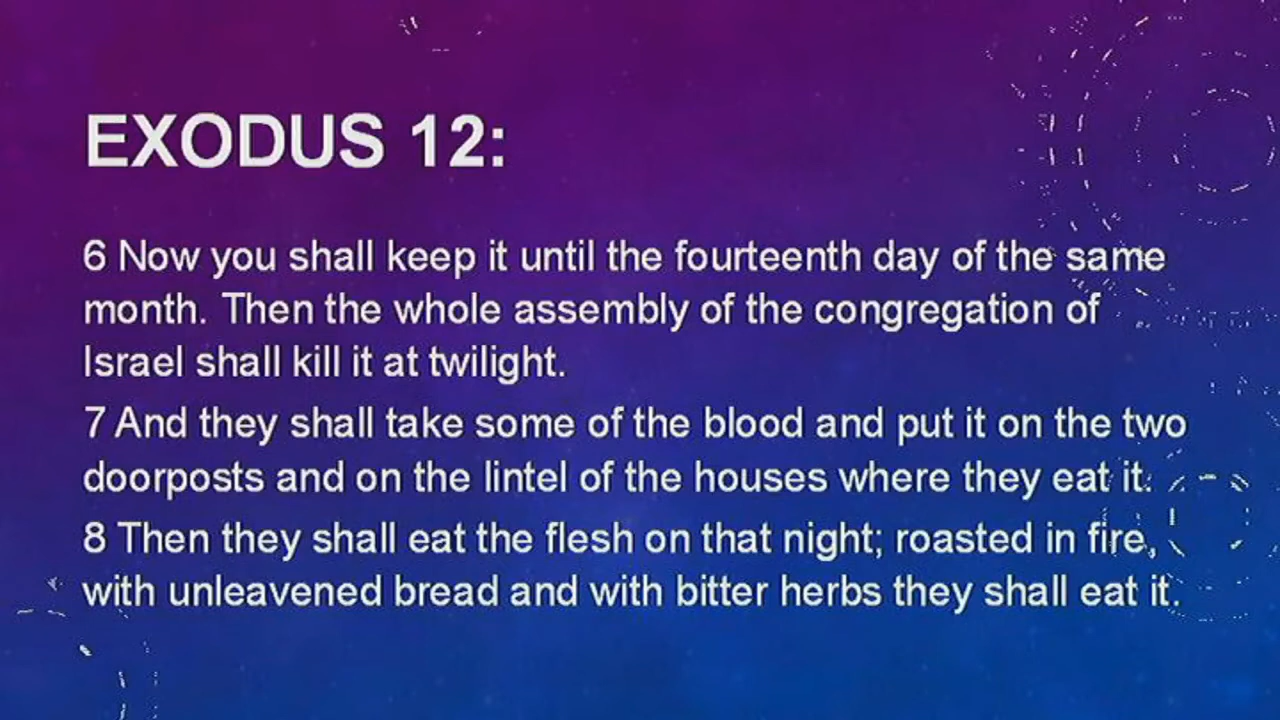 EXODUS 12:
6 Now you shall keep it until the fourteenth day of the same
month. Then the whole assembly of the congregation of
Israel shall kill it at twilight.
7 And they shall take some of the blood and put it on the two
doorposts and on the lintel of the houses where they eat it.
8 Then they shall eat the flesh on that night; roasted in fire,
with unleavened bread and with bitter herbs they shall eat it.